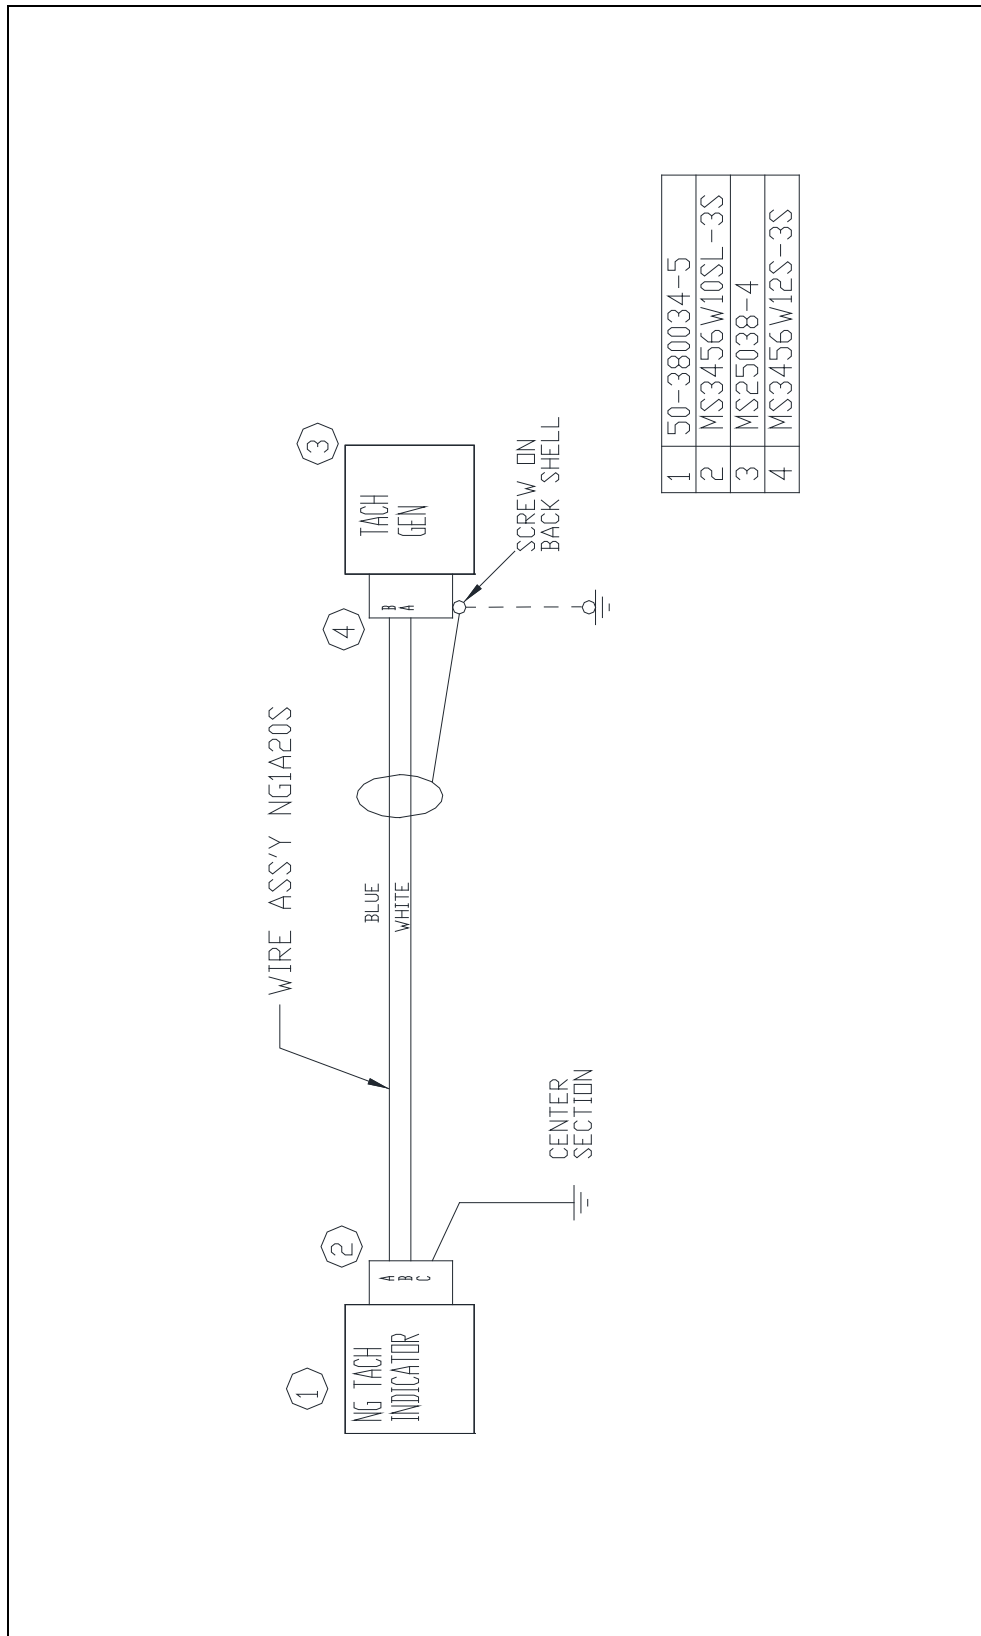 WIRE ASS'Y NG1A20S
1
NG TACH
INDICATOR
2
A
B
C
CENTER
SECTION
BLUE
WHITE
4
B
A
3
TACH
GEN
SCREW ON
BACK SHELL
1 50-380034-5
2 MS3456W10SL-3S
3 MS25038-4
4 MS3456W12S-3S